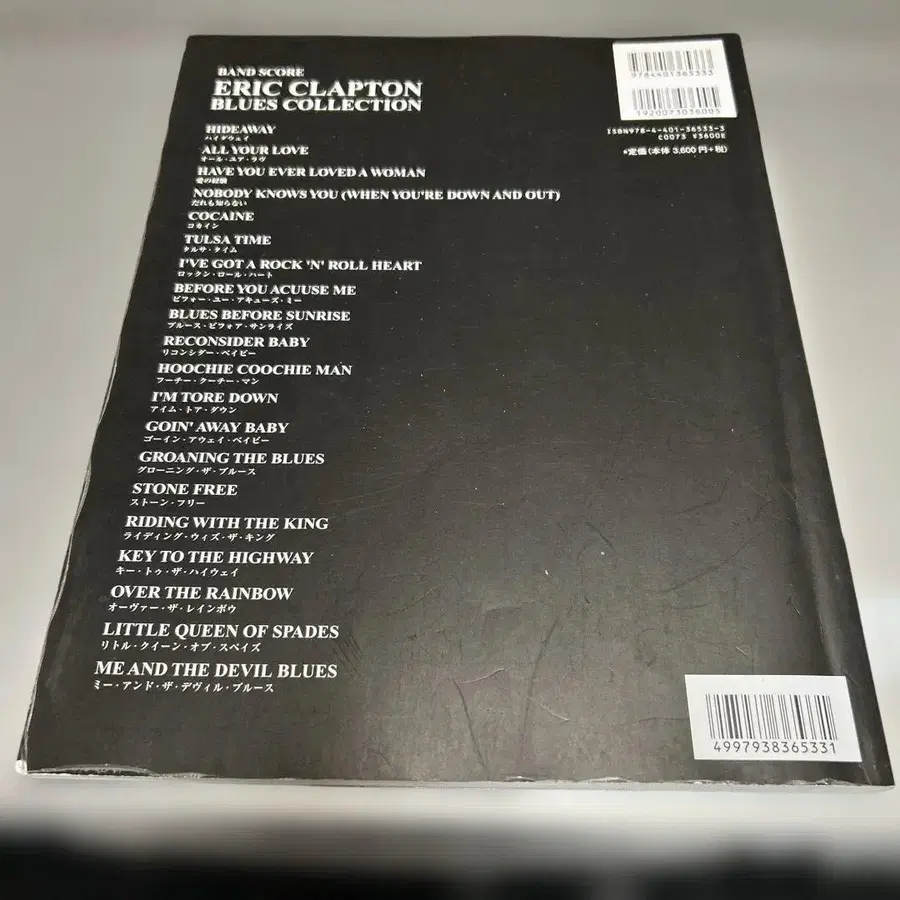 BAND SCORE
ERIC CLAPTON
BLUES COLLECTION
HIDEAWAY
ハイダウェイ
ALL YOUR LOVE
オール・ユア・ラヴ
HAVE YOU EVER LOVED A WOMAN
愛の経験
NOBODY KNOWS YOU (WHEN YOU'RE DOWN AND OUT)
だれも知らない
COCAINE
コカイン
TULSA TIME
タルサ・タイム
I'VE GOT A ROCK 'N' ROLL HEART
ロックン・ロール・ハート
BEFORE YOU ACUUSE ME
ビフォー・ユー・アキューズ・ミー
BLUES BEFORE SUNRISE
ブルース・ビフォア・サンライズ
RECONSIDER BABY
リコンシダー・ベイビー
HOOCHIE COOCHIE MAN
フーチー・クーチー・マン
I'M TORE DOWN
アイム・トア・ダウン
GOIN' AWAY BABY
ゴーイン・アウェイ・ベイビー
GROANING THE BLUES
グローニング・ザ・ブルース
STONE FREE
ストーン・フリー
RIDING WITH THE KING
ライディング・ウィズ・ザ・キング
KEY TO THE HIGHWAY
キー・トゥ・ザ・ハイウェイ
OVER THE RAINBOW
オーヴァー・ザ・レインボウ
LITTLE QUEEN OF SPADES
リトル・クイーン・オブ・スペイズ
ME AND THE DEVIL BLUES
ミー・アンド・ザ・デヴィル・ブルース
9784401365333
1920073036005
ISBN978-4-401-36533-3
C0073 ¥3600E
●定価(本体 3,600 円+税)
4997938365331